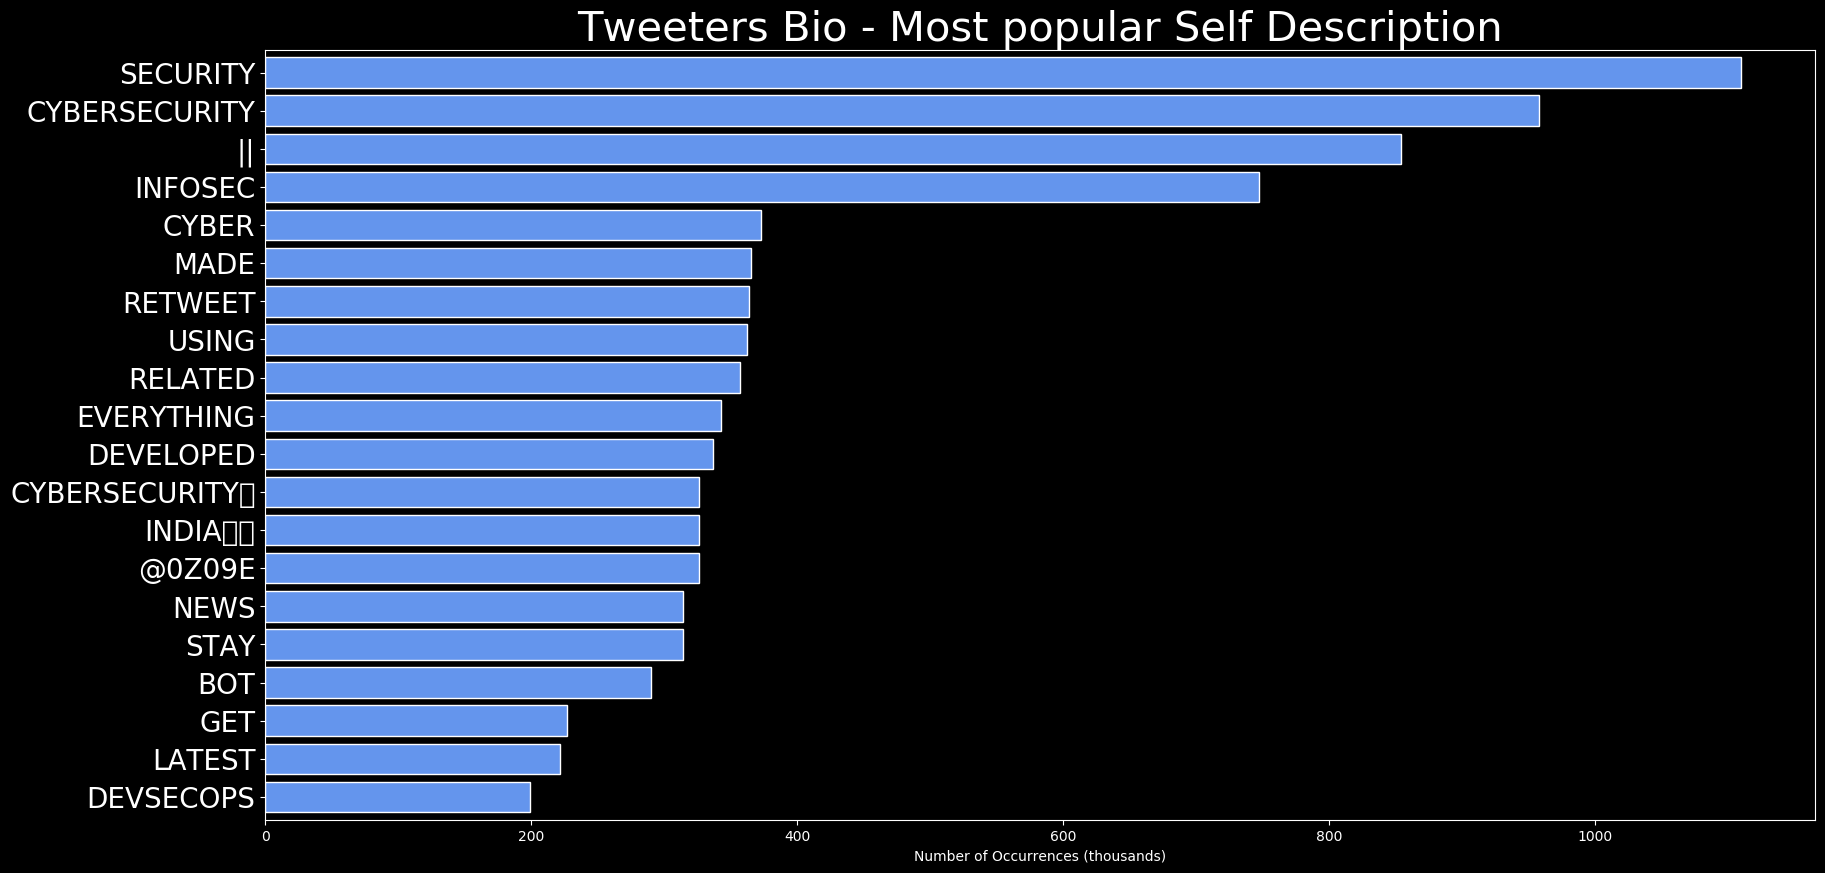 Tweeters Bio - Most popular Self Description
SECURITY
CYBERSECURITY
||
INFOSEC
CYBER
MADE
RETWEET
USING
RELATED
EVERYTHING
DEVELOPED
CYBERSECURITY▯
INDIA▯▯
@0Z09E
NEWS
STAY
BOT
GET
LATEST
DEVSECOPS
0 200 400 600 800 1000
Number of Occurrences (thousands)